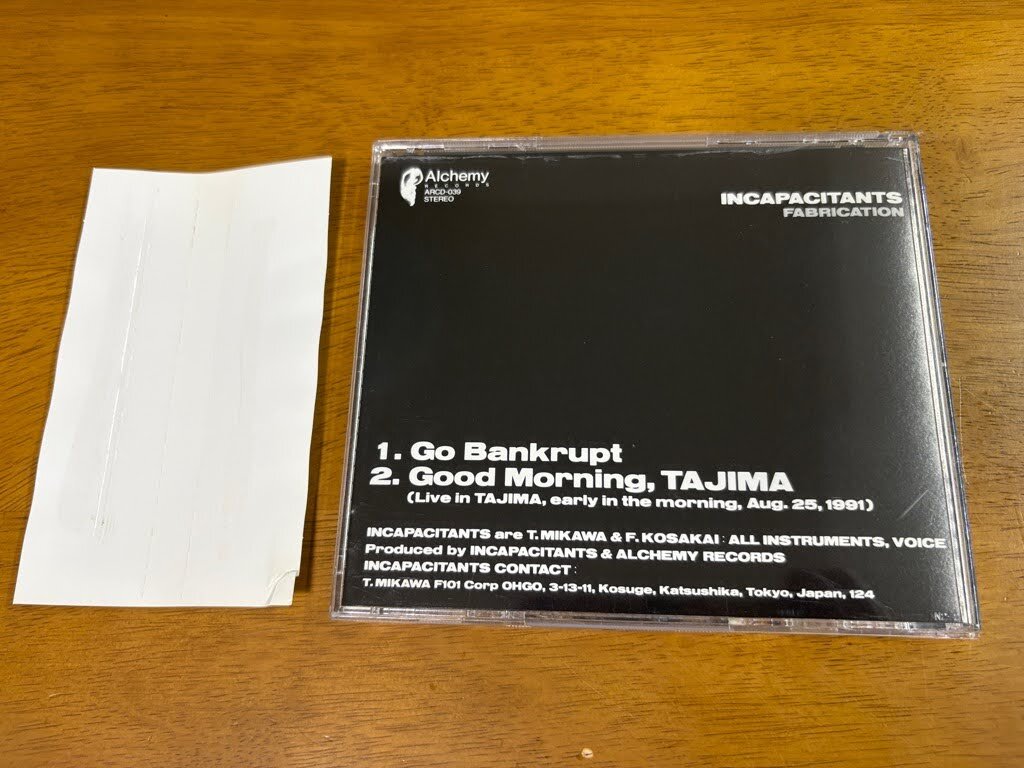 Alchemy
RECORDS
ARCD-039
STEREO
INCAPACITANTS
FABRICATION
1. Go Bankrupt
2. Good Morning, TAJIMA
(Live in TAJIMA, early in the morning, Aug. 25, 1991)
INCAPACITANTS are T. MIKAWA & F. KOSAKAI : ALL INSTRUMENTS, VOICE
Produced by INCAPACITANTS & ALCHEMY RECORDS
INCAPACITANTS CONTACT :
T. MIKAWA F101 Corp OHGO, 3-13-11, Kosuge, Katsushika, Tokyo, Japan, 124